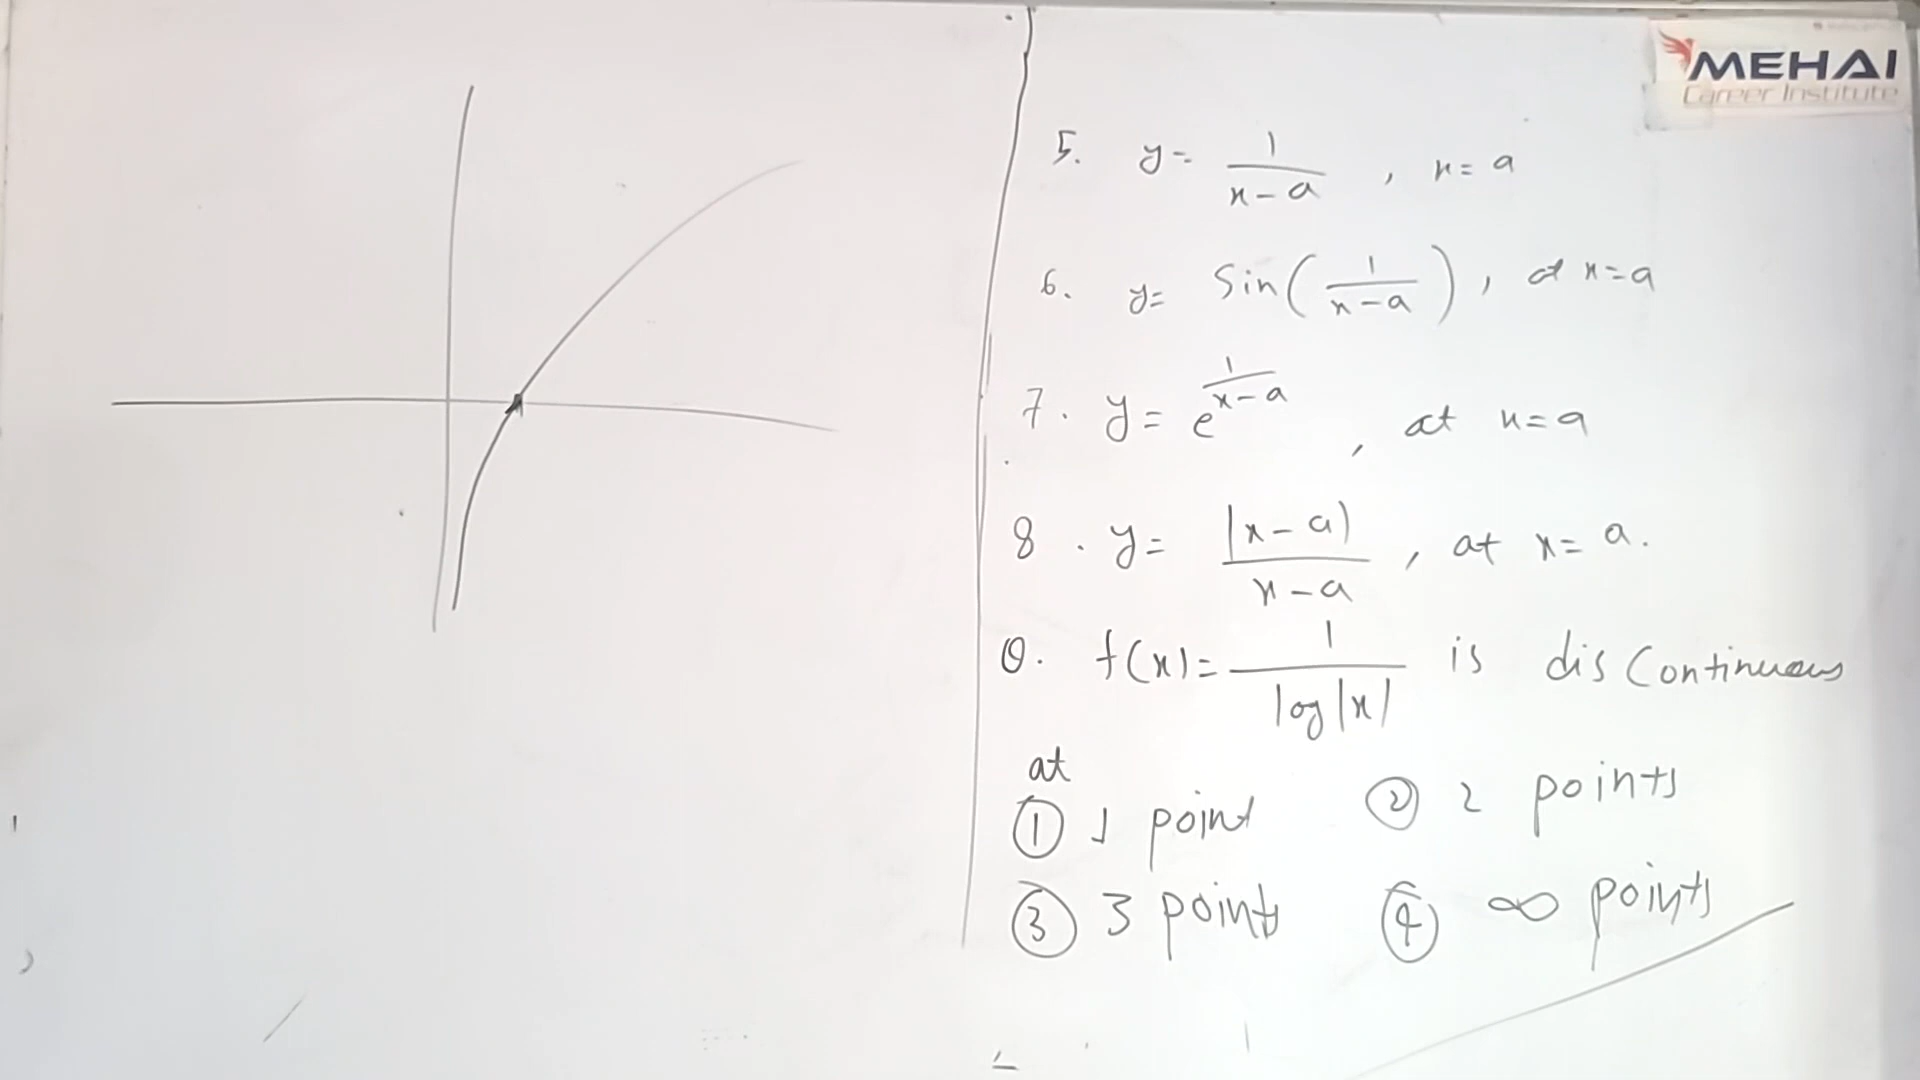 MEHAI
Career Institute
5. y = 1/(x-a) , x = a
6. y = Sin(1/(x-a)) , at x = a
7. y = e^(1/(x-a)) , at x = a
8. y = |x-a|/(x-a) , at x = a.
Q. f(x) = 1/log|x| is discontinuous
at
① 1 point ② 2 points
③ 3 points ④ ∞ points